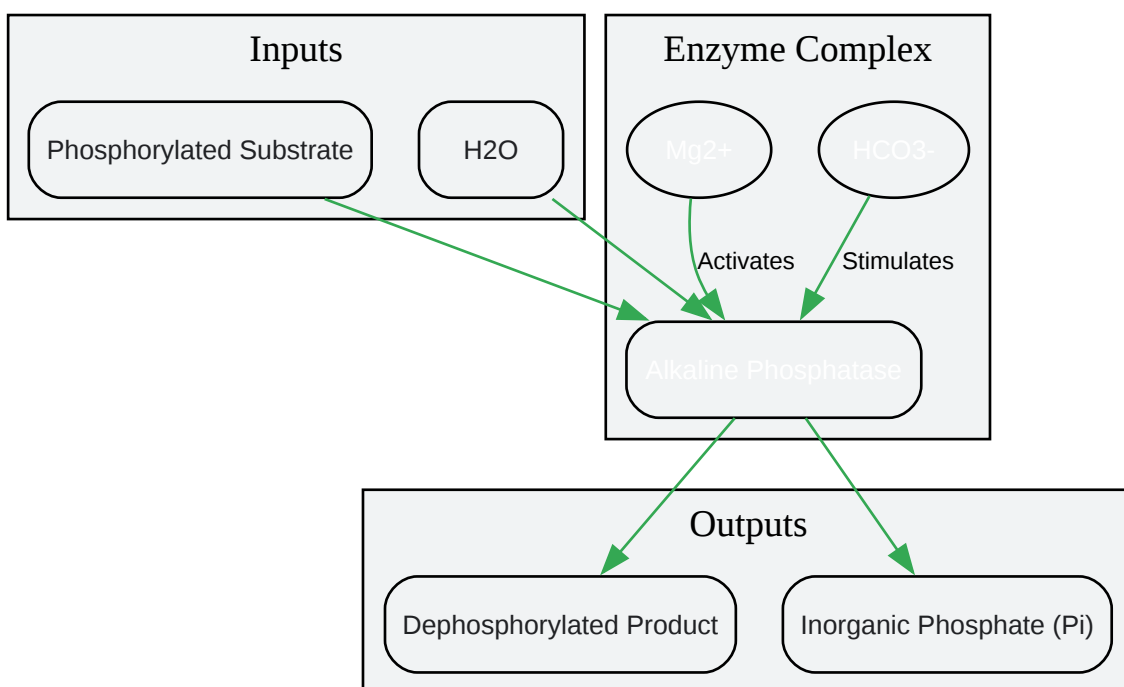 Inputs
Enzyme Complex
Phosphorylated Substrate
H2O
Mg2+
HCO3-
Activates
Stimulates
Alkaline Phosphatase
Outputs
Dephosphorylated Product
Inorganic Phosphate (Pi)